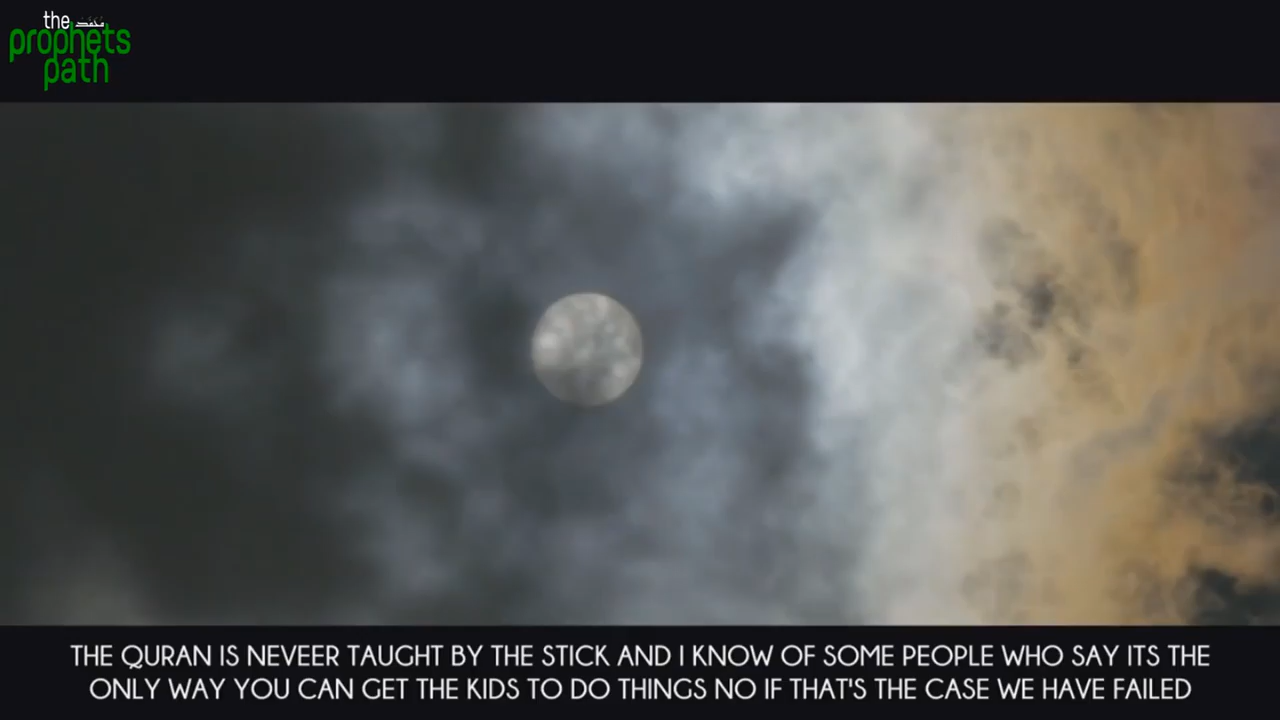 the محمد
prophets
path
THE QURAN IS NEVEER TAUGHT BY THE STICK AND I KNOW OF SOME PEOPLE WHO SAY ITS THE
ONLY WAY YOU CAN GET THE KIDS TO DO THINGS NO IF THAT'S THE CASE WE HAVE FAILED